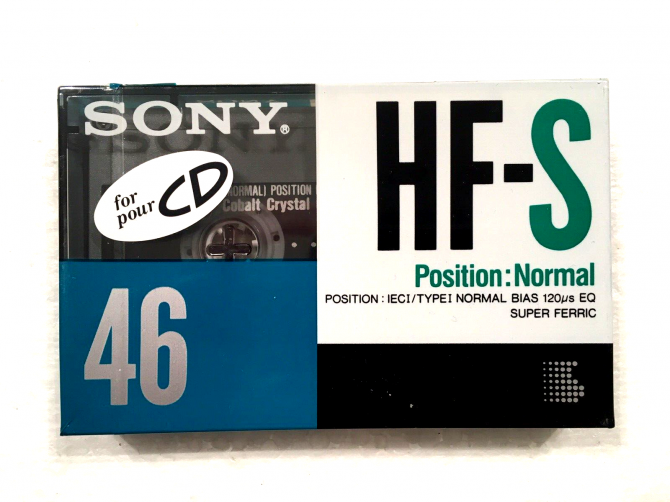 SONY®
for
pour CD
(NORMAL) POSITION
Cobalt Crystal
46
HF-S
Position:Normal
POSITION : IECI/TYPEI NORMAL BIAS 120µs EQ
SUPER FERRIC